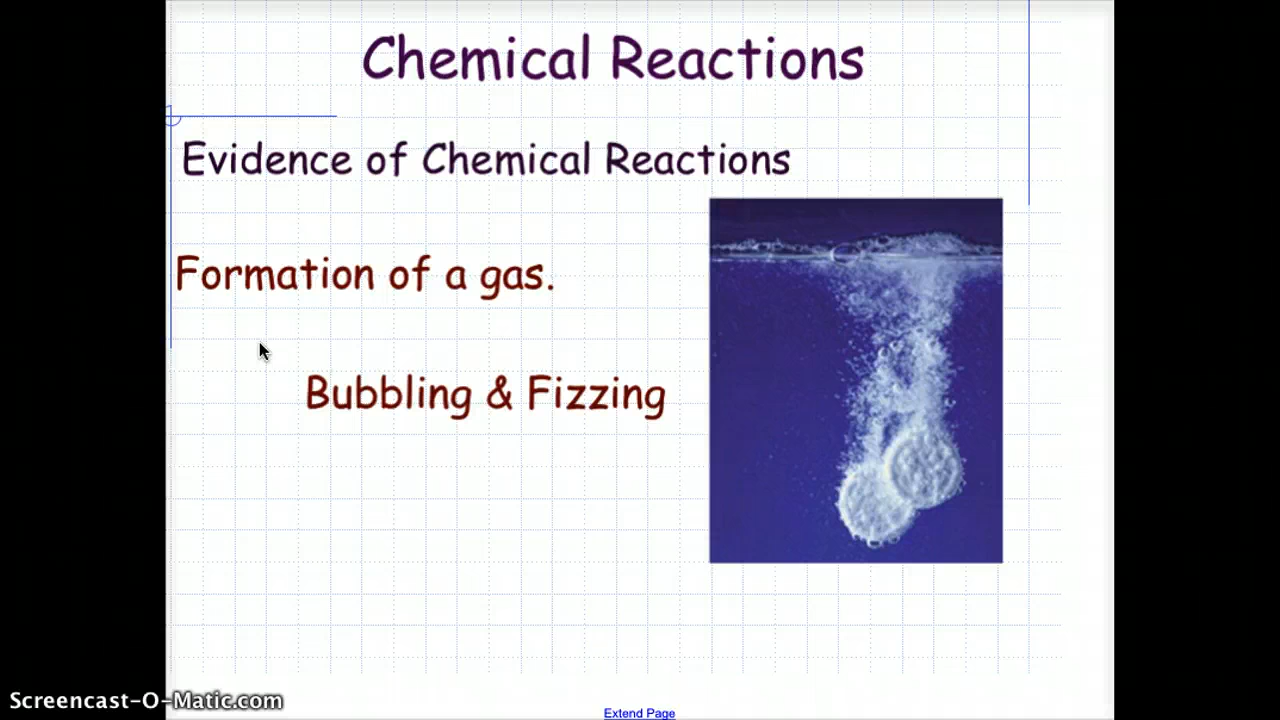 Chemical Reactions
Evidence of Chemical Reactions
Formation of a gas.
Bubbling & Fizzing
Screencast-O-Matic.com
Extend Page